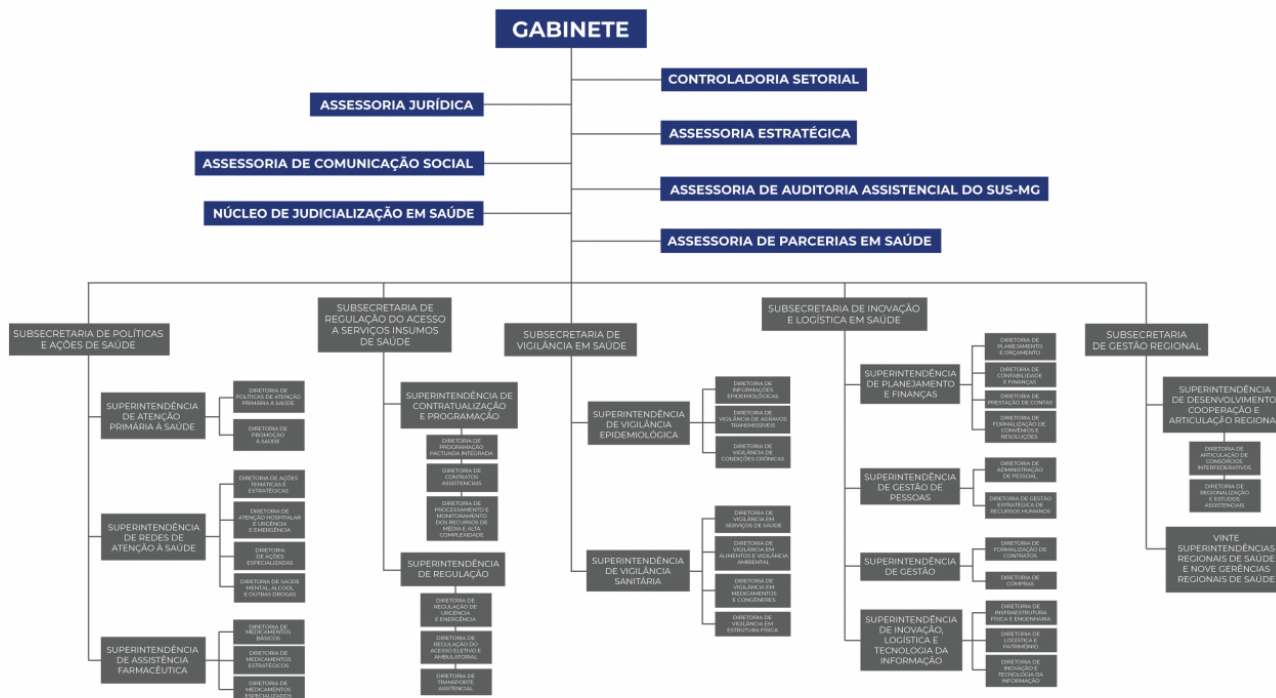 GABINETE
CONTROLADORIA SETORIAL
ASSESSORIA JURÍDICA
ASSESSORIA ESTRATÉGICA
ASSESSORIA DE COMUNICAÇÃO SOCIAL
ASSESSORIA DE AUDITORIA ASSISTENCIAL DO SUS-MG
NÚCLEO DE JUDICIALIZAÇÃO EM SAÚDE
ASSESSORIA DE PARCERIAS EM SAÚDE
SUBSECRETARIA DE POLÍTICAS
E AÇÕES DE SAÚDE
SUPERINTENDÊNCIA
DE ATENÇÃO
PRIMÁRIA À SAÚDE
DIRETORIA DE
POLÍTICAS DE ATENÇÃO
PRIMÁRIA À SAÚDE
DIRETORIA DE
PROMOÇÃO
À SAÚDE
SUPERINTENDÊNCIA
DE REDES DE
ATENÇÃO À SAÚDE
DIRETORIA DE AÇÕES
TEMÁTICAS E
ESTRATÉGICAS
DIRETORIA DE
ATENÇÃO HOSPITALAR
E URGÊNCIA
E EMERGÊNCIA
DIRETORIA
DE AÇÕES
ESPECIALIZADAS
DIRETORIA DE SAÚDE
MENTAL, ALCOOL
E OUTRAS DROGAS
SUPERINTENDÊNCIA
DE ASSISTÊNCIA
FARMACÊUTICA
DIRETORIA DE
MEDICAMENTOS
BÁSICOS
DIRETORIA DE
MEDICAMENTOS
ESTRATÉGICOS
DIRETORIA DE
MEDICAMENTOS
ESPECIALIZADOS
SUBSECRETARIA DE
REGULAÇÃO DO ACESSO
A SERVIÇOS INSUMOS
DE SAÚDE
SUPERINTENDÊNCIA DE
CONTRATUALIZAÇÃO
E PROGRAMAÇÃO
DIRETORIA DE
PROGRAMAÇÃO
PACTUADA INTEGRADA
DIRETORIA DE
CONTRATOS
ASSISTENCIAIS
DIRETORIA DE
PROCESSAMENTO E
MONITORAMENTO
DOS RECURSOS DE
MÉDIA E ALTA
COMPLEXIDADE
SUPERINTENDÊNCIA
DE REGULAÇÃO
DIRETORIA DE
REGULAÇÃO DE
URGÊNCIA
E ENERGÊNCIA
DIRETORIA DE
REGULAÇÃO DO
ACESSO ELETIVO E
AMBULATORIAL
DIRETORIA DE
TRANSPORTE
ASSISTENCIAL
SUBSECRETARIA DE
VIGILÂNCIA EM SAÚDE
SUPERINTENDÊNCIA
DE VIGILÂNCIA
EPIDEMIOLÓGICA
DIRETORIA DE
INFORMAÇÕES
EPIDEMIOLÓGICAS
DIRETORIA DE
VIGILÂNCIA DE AGRAVOS
TRANSMISSÍVEIS
DIRETORIA DE
VIGILÂNCIA DE
CONDIÇÕES CRÔNICAS
SUPERINTENDÊNCIA
DE VIGILÂNCIA
SANITÁRIA
DIRETORIA DE
VIGILÂNCIA EM
SERVIÇOS DE SAÚDE
DIRETORIA DE
VIGILÂNCIA EM
ALIMENTOS E VIGILÂNCIA
AMBIENTAL
DIRETORIA DE
VIGILÂNCIA EM
MEDICAMENTOS
E CONGÊNERES
DIRETORIA DE
VIGILÂNCIA EM
ESTRUTURA FÍSICA
SUBSECRETARIA DE INOVAÇÃO
E LOGÍSTICA EM SAÚDE
SUPERINTENDÊNCIA
DE PLANEJAMENTO
E FINANÇAS
DIRETORIA DE
PLANEJAMENTO
E ORÇAMENTO
DIRETORIA DE
CONTABILIDADE
E FINANÇAS
DIRETORIA DE
PRESTAÇÃO DE CONTAS
DIRETORIA DE
FORMALIZAÇÃO DE
CONVÊNIOS E
RESOLUÇÕES
SUPERINTENDÊNCIA
DE GESTÃO DE
PESSOAS
DIRETORIA DE
ADMINISTRAÇÃO
DE PESSOAL
DIRETORIA DE GESTÃO
ESTRATÉGICA DE
RECURSOS HUMANOS
SUPERINTENDÊNCIA
DE GESTÃO
DIRETORIA DE
FORMALIZAÇÃO DE
CONTRATOS
DIRETORIA DE
COMPRAS
SUPERINTENDÊNCIA
DE INOVAÇÃO,
LOGÍSTICA E
TECNOLOGIA DA
INFORMAÇÃO
DIRETORIA DE
INSFRAESTRUTURA
FÍSICA E ENGENHARIA
DIRETORIA DE
LOGÍSTICA E
PATRIMÔNIO
DIRETORIA DE
INOVAÇÃO E
TECNOLOGIA DA
INFORMAÇÃO
SUBSECRETARIA
DE GESTÃO REGIONAL
SUPERINTENDÊNCIA
DE DESENVOLVIMENTO
COOPERAÇÃO E
ARTICULAÇÃO REGIONAL
DIRETORIA DE
ARTICULAÇÃO DE
CONSÓRCIOS
INTERFEDERATIVOS
DIRETORIA DE
REGIONALIZAÇÃO
E ESTUDOS
ASSISTENCIAIS
VINTE
SUPERINTENDÊNCIAS
REGIONAIS DE SAÚDE
E NOVE GERÊNCIAS
REGIONAIS DE SAÚDE